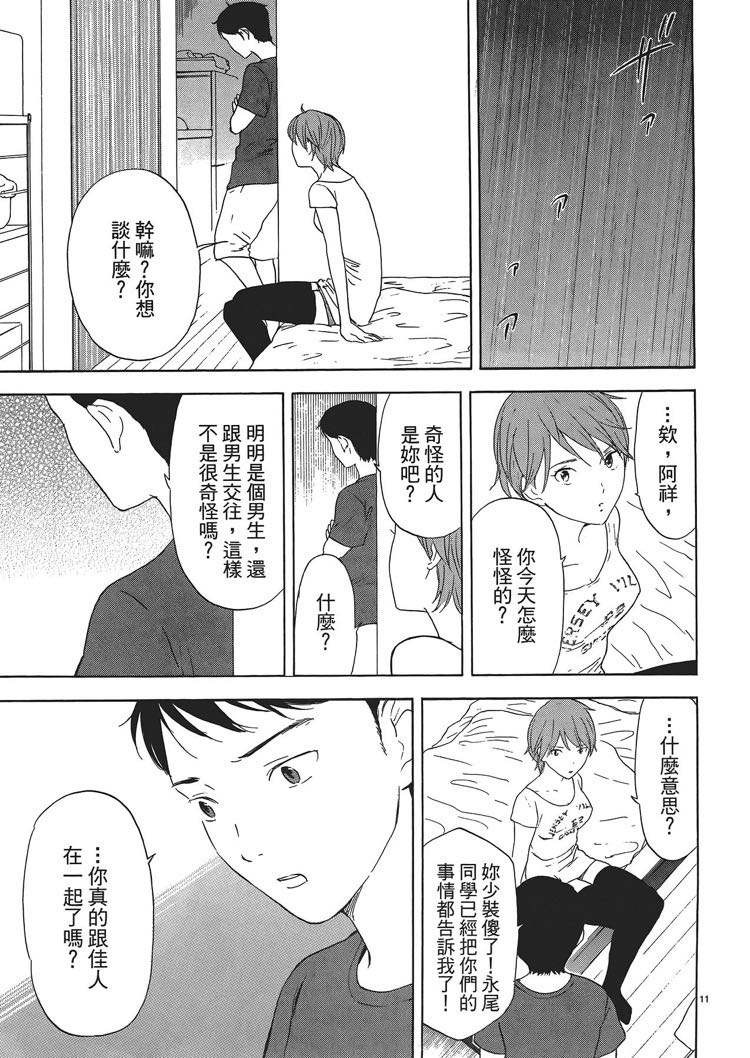 ザァ
ァァァ
幹嘛？你想
談什麼？
…欸，阿祥，
你今天怎麼
怪怪的？
奇怪的人
是妳吧？
什麼？
明明是個男生，還
跟男生交往，這樣
不是很奇怪嗎？
…什麼意思？
妳少裝傻了！永尾
同學已經把你們的
事情都告訴我了！
…你真的跟佳人
在一起了嗎？
JERSEY
JERSEY
11